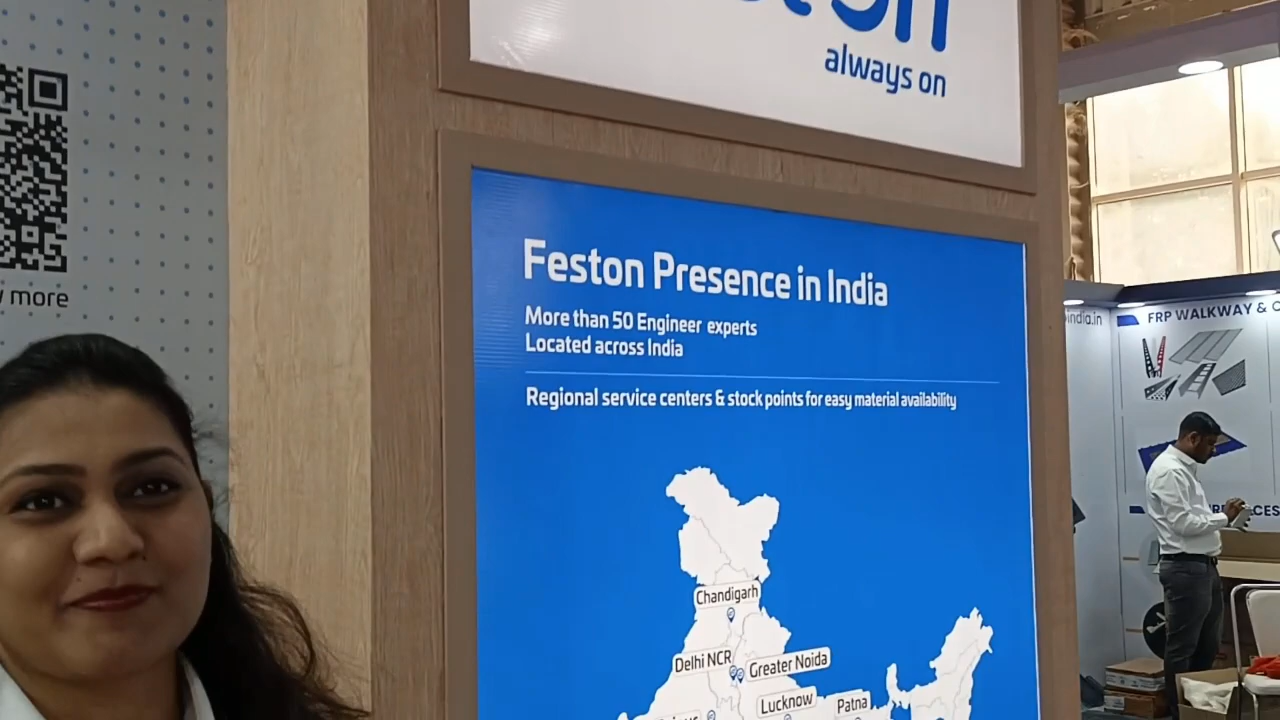 always on
more
Feston Presence in India
More than 50 Engineer experts
Located across India
Regional service centers & stock points for easy material availability
india.in
FRP WALKWAY &
Chandigarh
Delhi NCR
Greater Noida
Lucknow
Patna